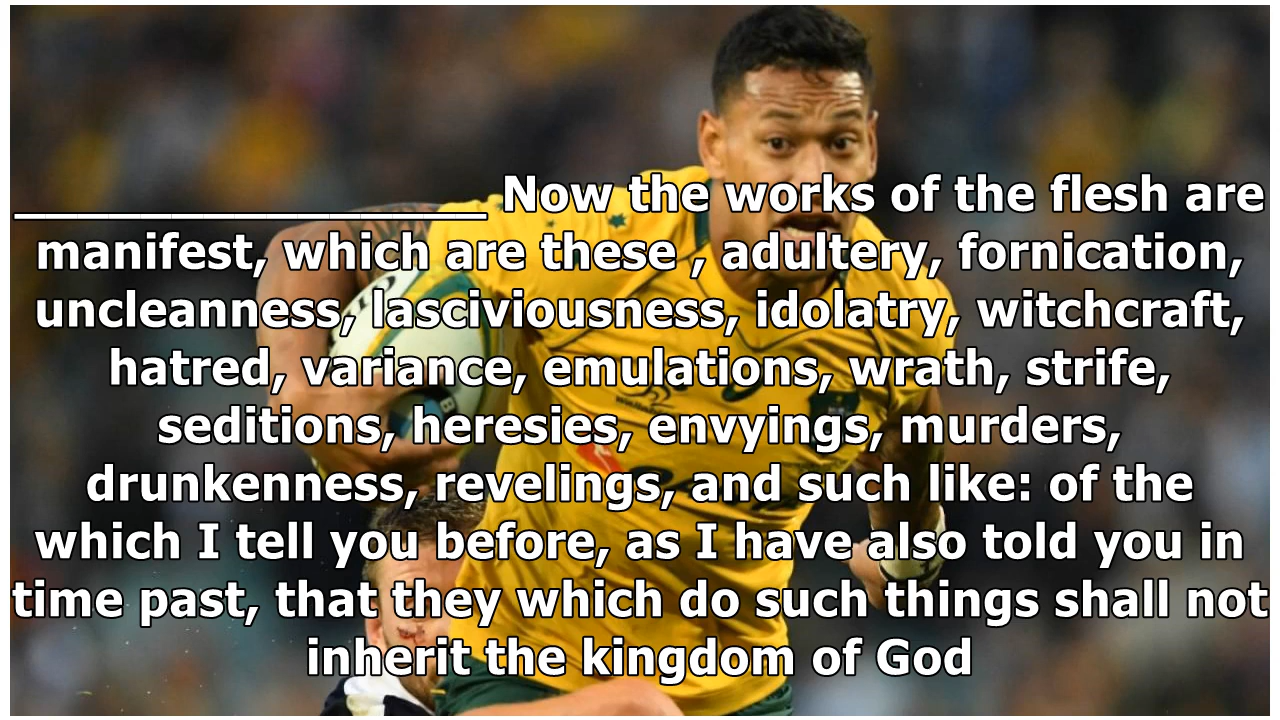 _______________ Now the works of the flesh are
manifest, which are these , adultery, fornication,
uncleanness, lasciviousness, idolatry, witchcraft,
hatred, variance, emulations, wrath, strife,
seditions, heresies, envyings, murders,
drunkenness, revelings, and such like: of the
which I tell you before, as I have also told you in
time past, that they which do such things shall not
inherit the kingdom of God